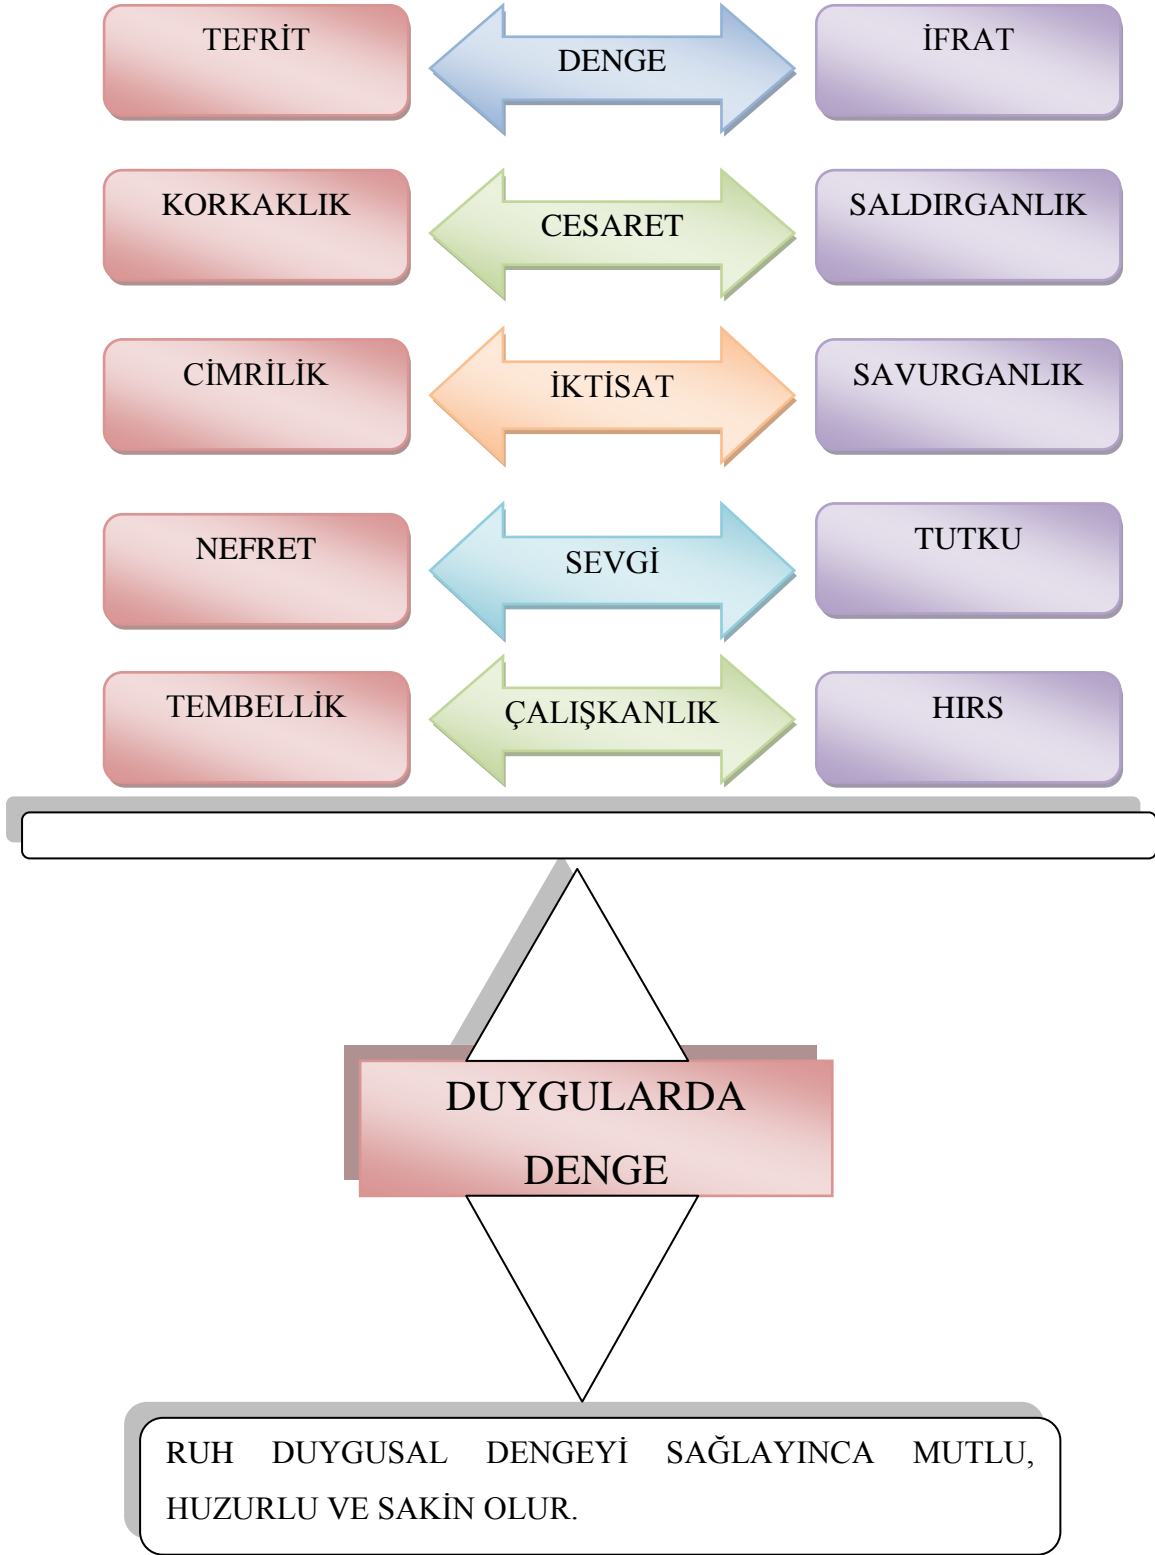 TEFRİT
DENGE
İFRAT
KORKAKLIK
CESARET
SALDIRGANLIK
CİMRİLİK
İKTİSAT
SAVURGANLIK
NEFRET
SEVGİ
TUTKU
TEMBELLİK
ÇALIŞKANLIK
HIRS
DUYGULARDA
DENGE
RUH DUYGUSAL DENGEYİ SAĞLAYINCA MUTLU,
HUZURLU VE SAKİN OLUR.